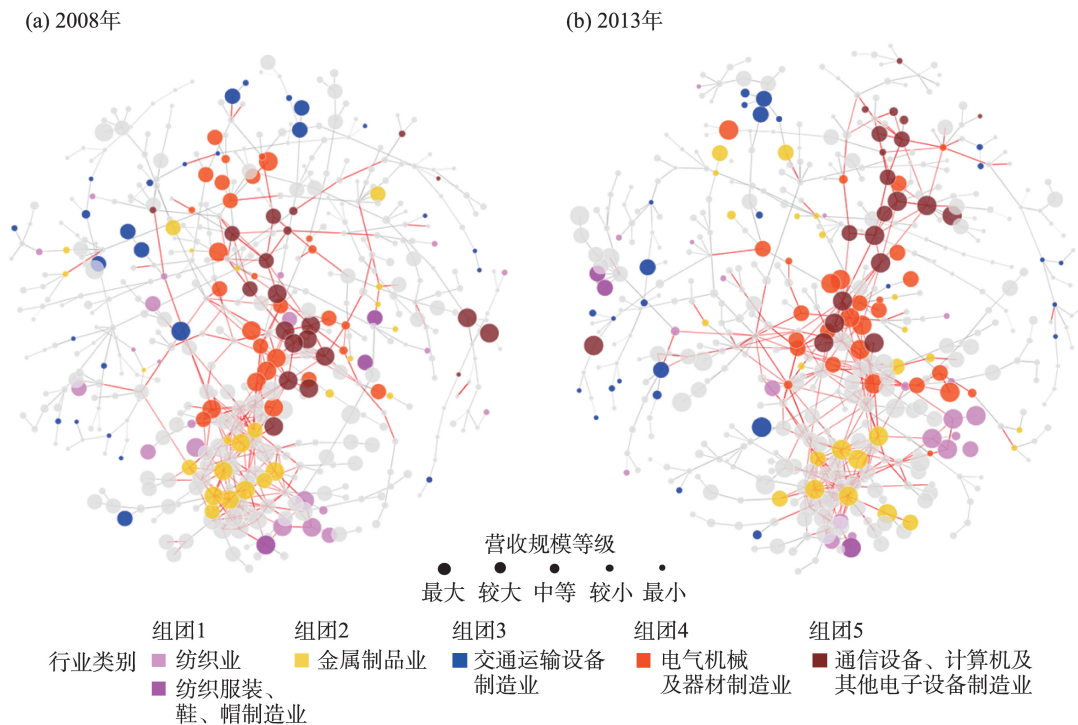 (a) 2008年
(b) 2013年
营收规模等级
最大 较大 中等 较小 最小
组团1 组团2 组团3 组团4 组团5
行业类别 纺织业 金属制品业 交通运输设备 电气机械 通信设备、计算机及
制造业 及器材制造业 其他电子设备制造业
纺织服装、
鞋、帽制造业